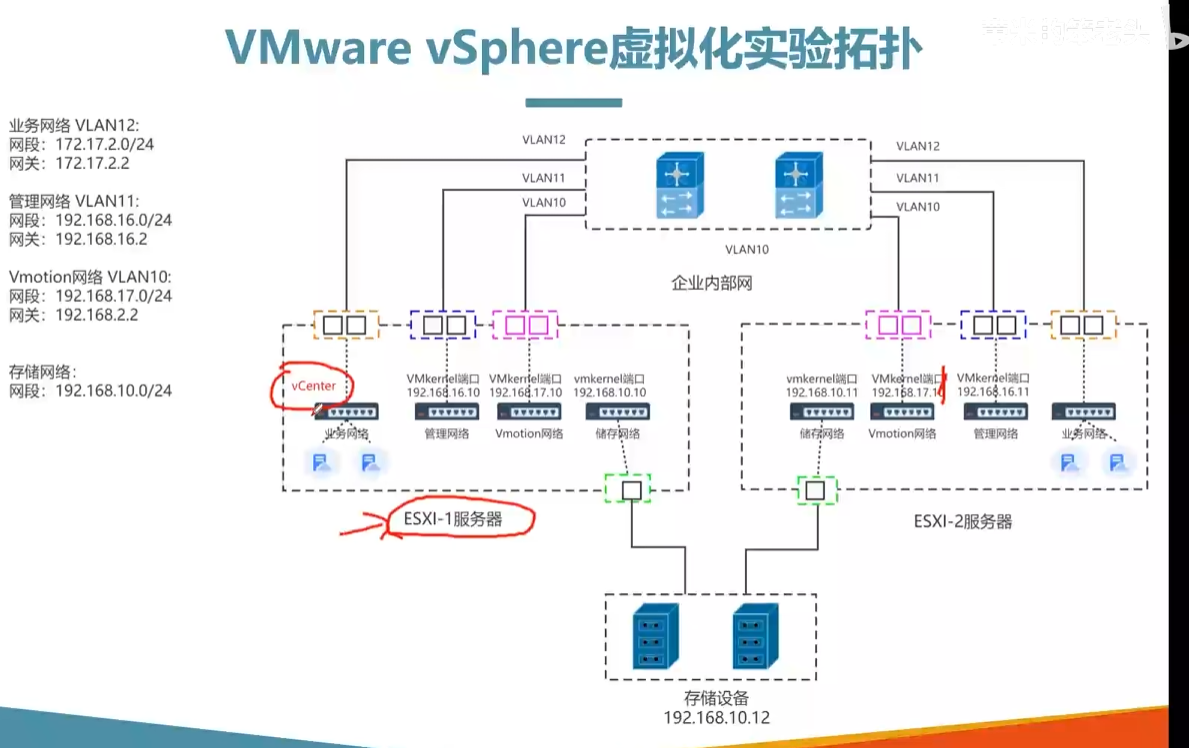 VMware vSphere虚拟化实验拓扑
业务网络 VLAN12:
网段：172.17.2.0/24
网关：172.17.2.2
管理网络 VLAN11:
网段：192.168.16.0/24
网关：192.168.16.2
Vmotion网络 VLAN10:
网段：192.168.17.0/24
网关：192.168.2.2
存储网络:
网段：192.168.10.0/24
VLAN12
VLAN11
VLAN10
VLAN12
VLAN11
VLAN10
VLAN10
企业内部网
vCenter
业务网络
VMkernel端口
192.168.16.10
管理网络
VMkernel端口
192.168.17.10
Vmotion网络
vmkernel端口
192.168.10.10
储存网络
ESXI-1服务器
vmkernel端口
192.168.10.11
储存网络
VMkernel端口
Vmotion网络
VMkernel端口
192.168.16.11
管理网络
业务网络
ESXI-2服务器
存储设备
192.168.10.12